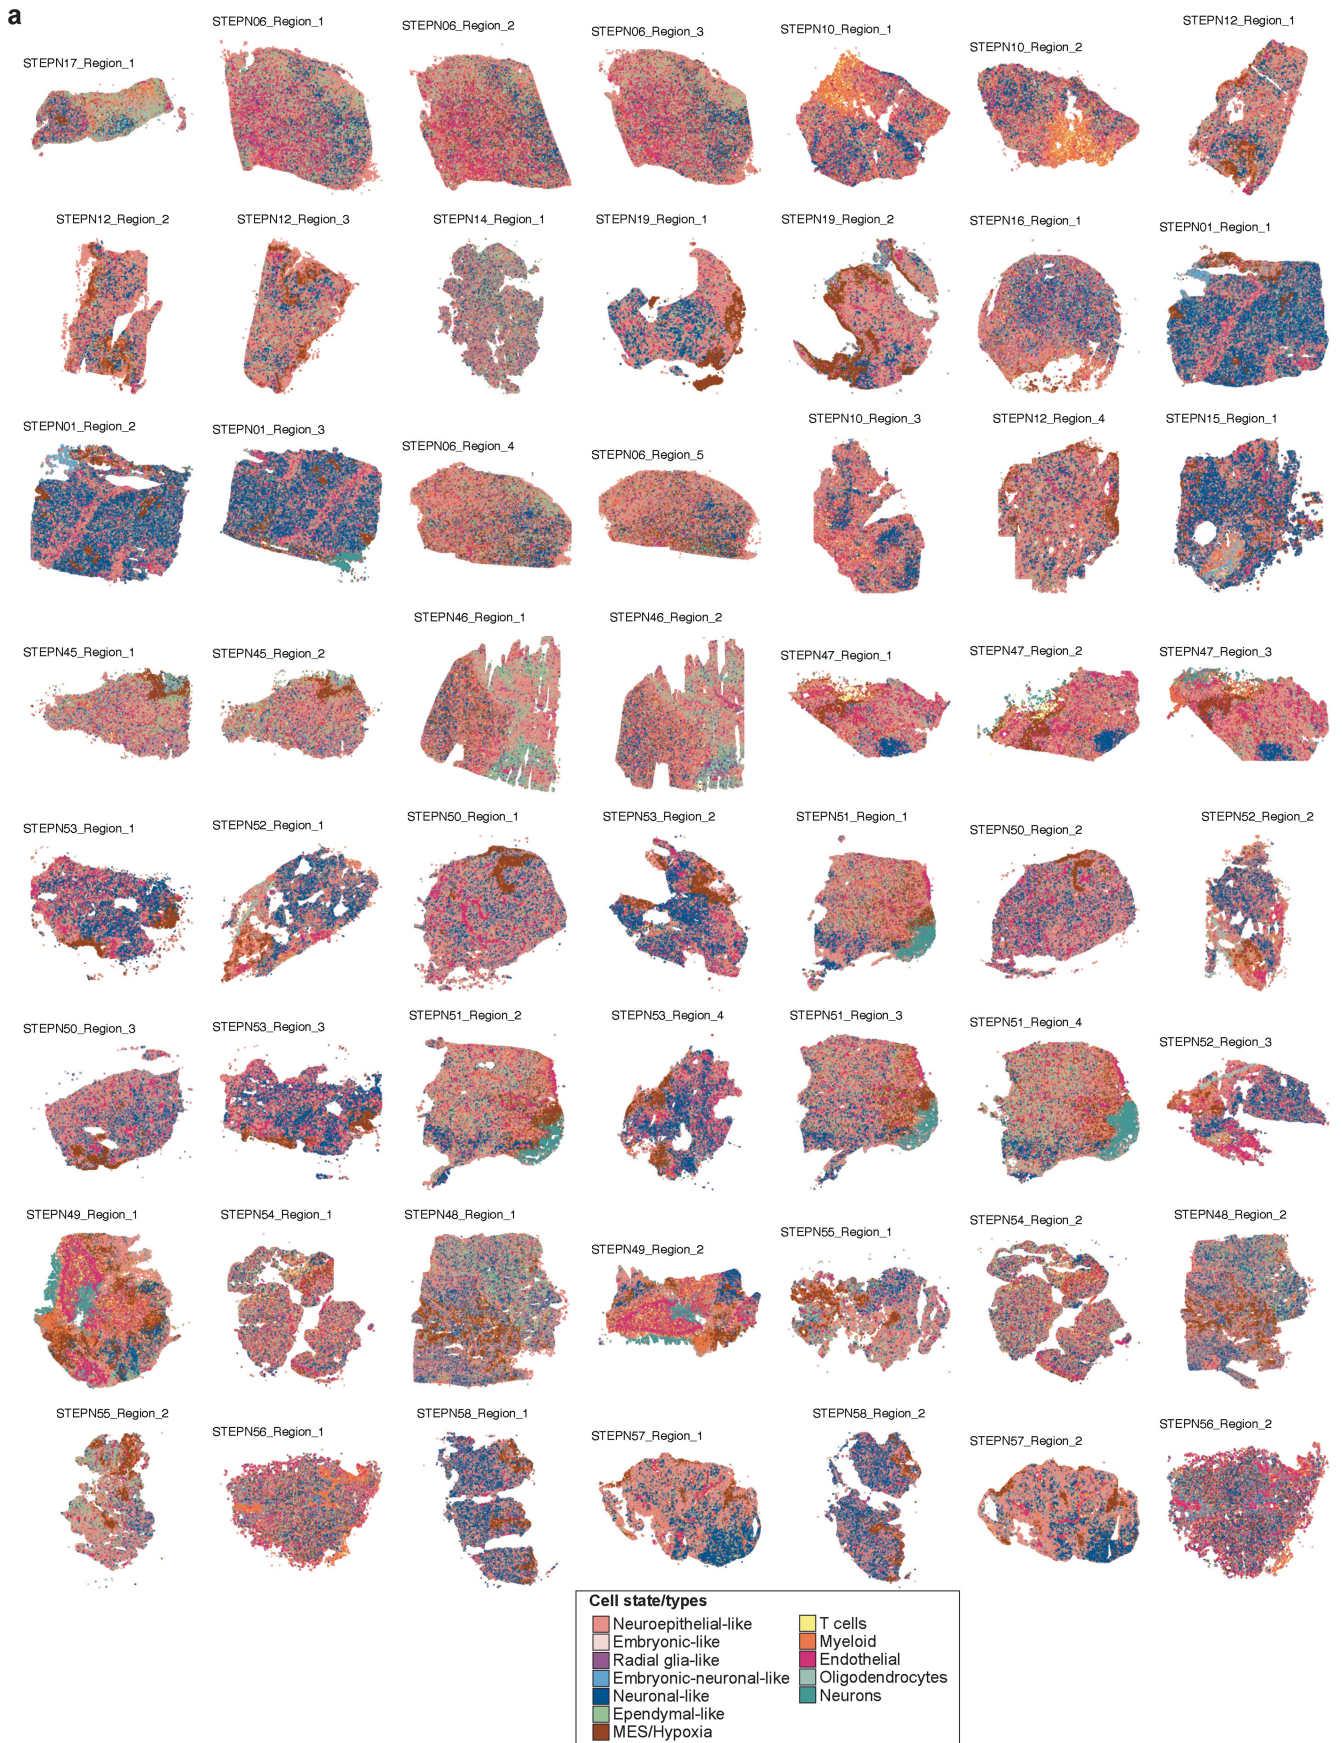 a
STEPN17_Region_1
STEPN06_Region_1
STEPN06_Region_2
STEPN06_Region_3
STEPN10_Region_1
STEPN10_Region_2
STEPN12_Region_1
STEPN12_Region_2
STEPN12_Region_3
STEPN14_Region_1
STEPN19_Region_1
STEPN19_Region_2
STEPN16_Region_1
STEPN01_Region_1
STEPN01_Region_2
STEPN01_Region_3
STEPN06_Region_4
STEPN06_Region_5
STEPN10_Region_3
STEPN12_Region_4
STEPN15_Region_1
STEPN45_Region_1
STEPN45_Region_2
STEPN46_Region_1
STEPN46_Region_2
STEPN47_Region_1
STEPN47_Region_2
STEPN47_Region_3
STEPN53_Region_1
STEPN52_Region_1
STEPN50_Region_1
STEPN53_Region_2
STEPN51_Region_1
STEPN50_Region_2
STEPN52_Region_2
STEPN50_Region_3
STEPN53_Region_3
STEPN51_Region_2
STEPN53_Region_4
STEPN51_Region_3
STEPN51_Region_4
STEPN52_Region_3
STEPN49_Region_1
STEPN54_Region_1
STEPN48_Region_1
STEPN49_Region_2
STEPN55_Region_1
STEPN54_Region_2
STEPN48_Region_2
STEPN55_Region_2
STEPN56_Region_1
STEPN58_Region_1
STEPN57_Region_1
STEPN58_Region_2
STEPN57_Region_2
STEPN56_Region_2
Cell state/types
Neuroepithelial-like
Embryonic-like
Radial glia-like
Embryonic-neuronal-like
Neuronal-like
Ependymal-like
MES/Hypoxia
T cells
Myeloid
Endothelial
Oligodendrocytes
Neurons